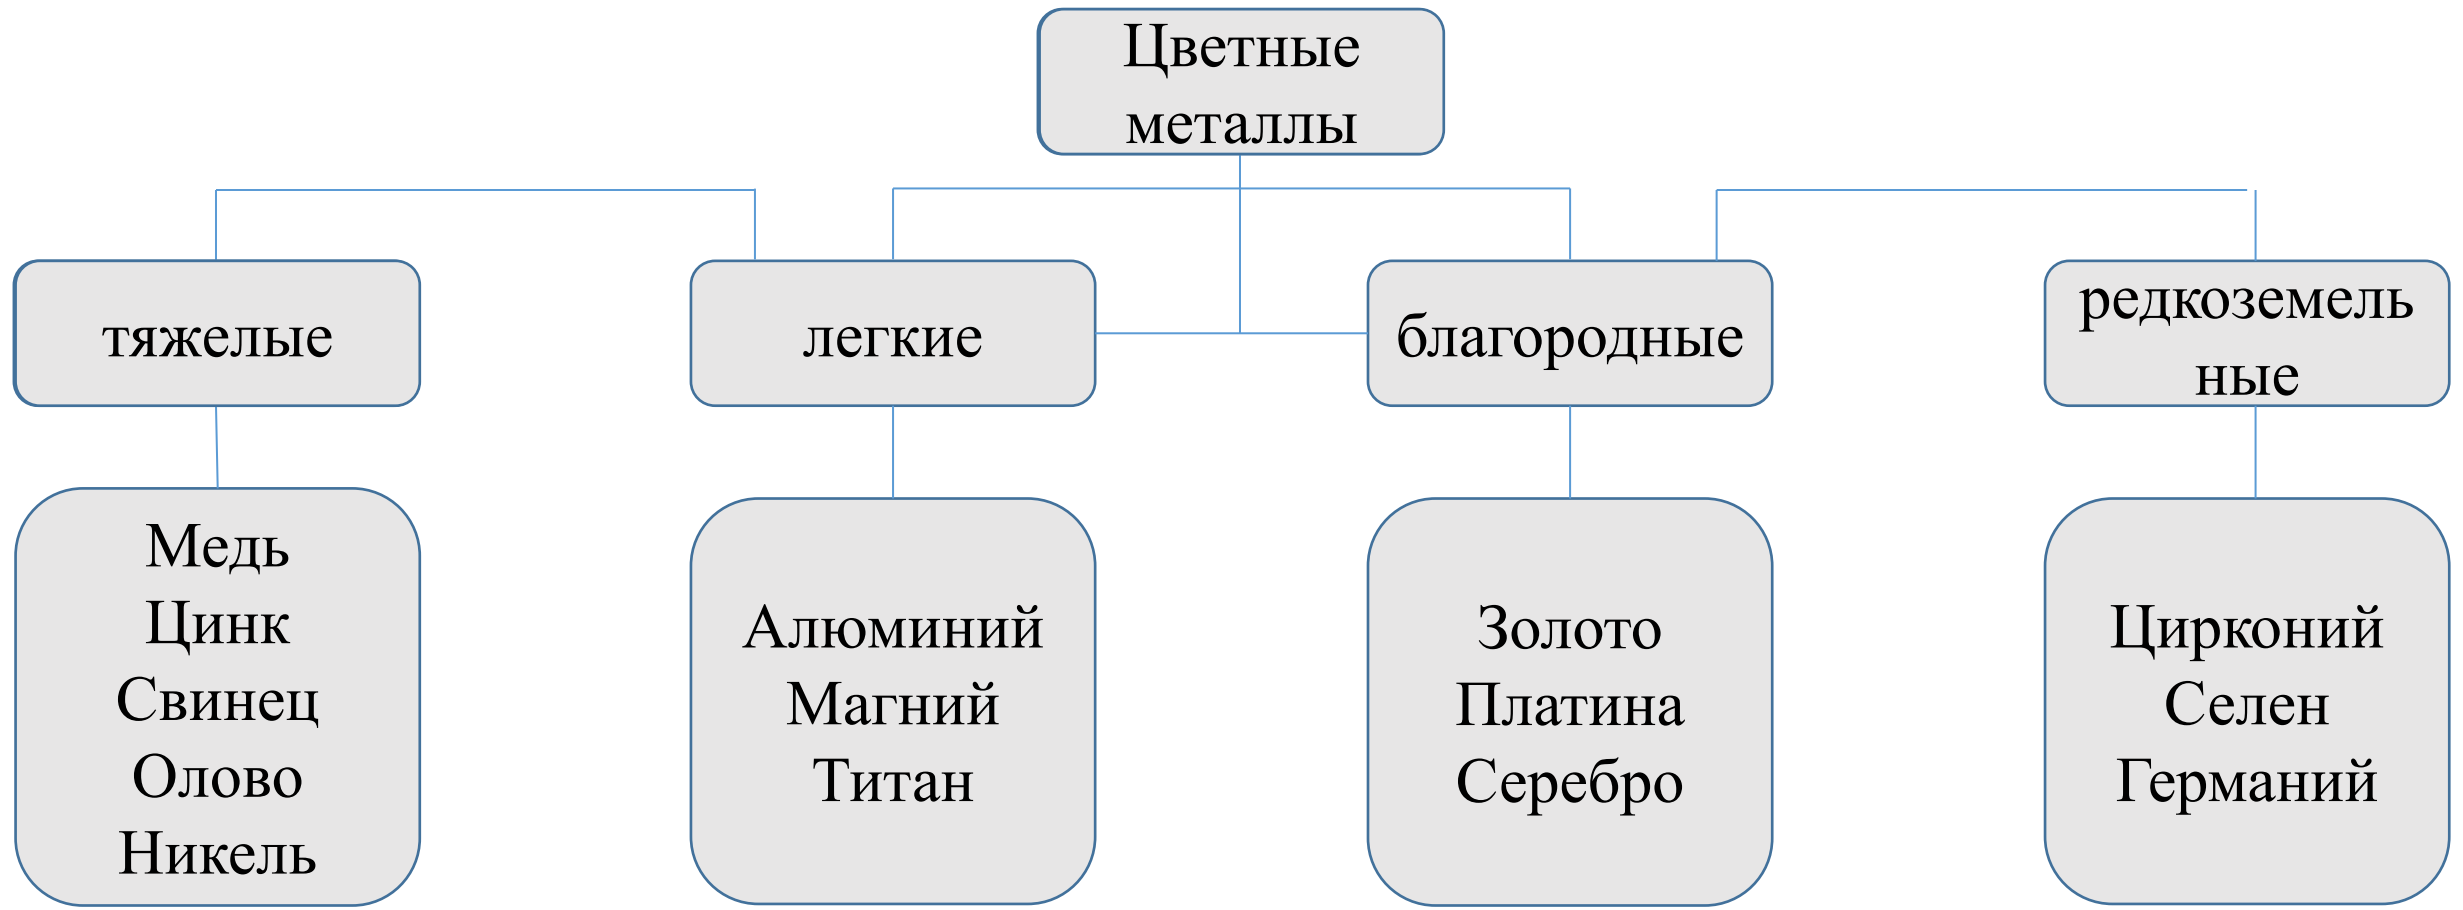 Цветные
металлы
тяжелые
легкие
благородные
редкоземель
ные
Медь
Цинк
Свинец
Олово
Никель
Алюминий
Магний
Титан
Золото
Платина
Серебро
Цирконий
Селен
Германий